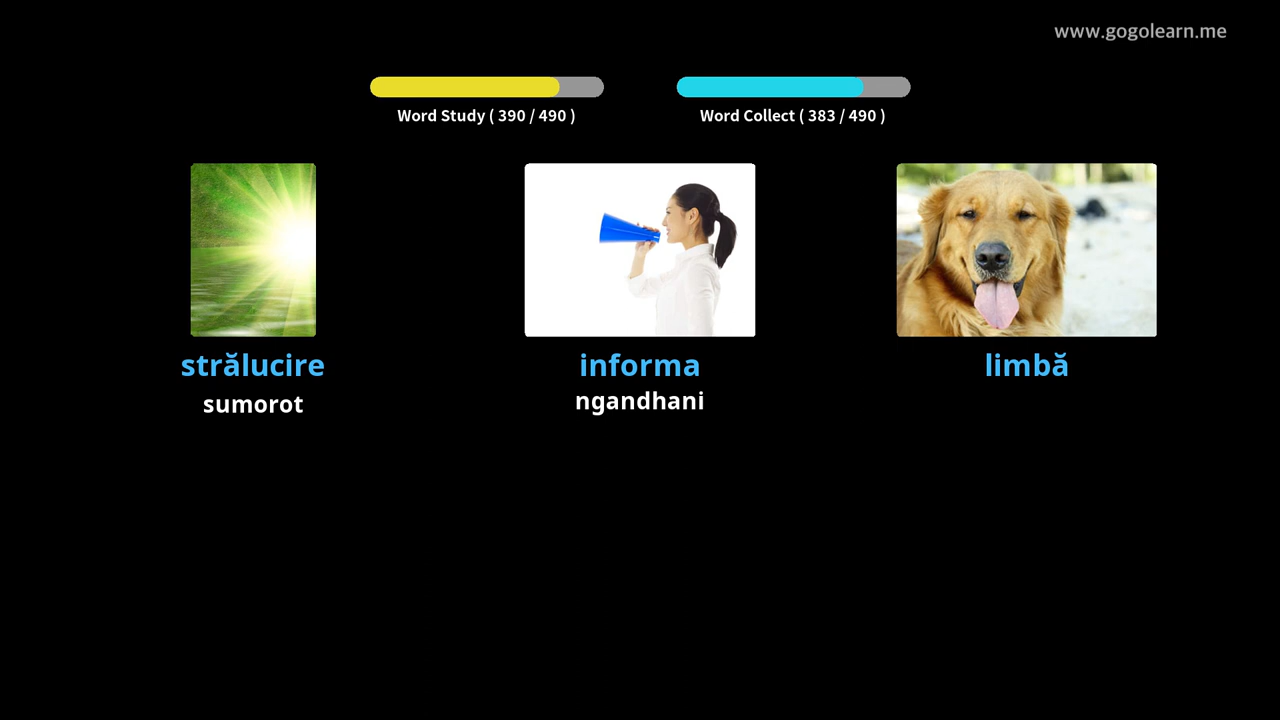 www.gogolearn.me
Word Study ( 390 / 490 )
Word Collect ( 383 / 490 )
strălucire
sumorot
informa
ngandhani
limbă